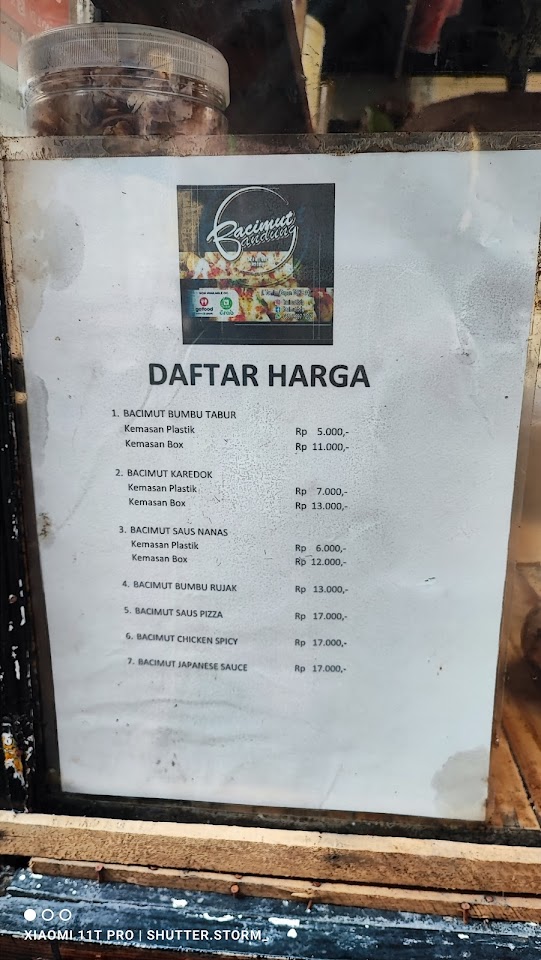 Bacimut
Bandung
gofood
Grab
DAFTAR HARGA
1. BACIMUT BUMBU TABUR
Kemasan Plastik Rp 5.000,-
Kemasan Box Rp 11.000,-
2. BACIMUT KAREDOK
Kemasan Plastik Rp 7.000,-
Kemasan Box Rp 13.000,-
3. BACIMUT SAUS NANAS
Kemasan Plastik Rp 6.000,-
Kemasan Box Rp 12.000,-
4. BACIMUT BUMBU RUJAK Rp 13.000,-
5. BACIMUT SAUS PIZZA Rp 17.000,-
6. BACIMUT CHICKEN SPICY Rp 17.000,-
7. BACIMUT JAPANESE SAUCE Rp 17.000,-
XIAOMI 11T PRO | SHUTTER.STORM_